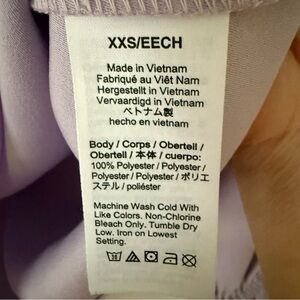 XXS/EECH
Made in Vietnam
Fabriqué au Viêt Nam
Hergestellt in Vietnam
Vervaardigd in Vietnam
ベトナム製
hecho en vietnam
Body / Corps / Oberteil /
Oberteil / 本体 / cuerpo:
100% Polyester / Polyester /
Polyester / Polyester / ポリエ
ステル / poliéster
Machine Wash Cold With
Like Colors. Non-Chlorine
Bleach Only. Tumble Dry
Low. Iron on Lowest
Setting.